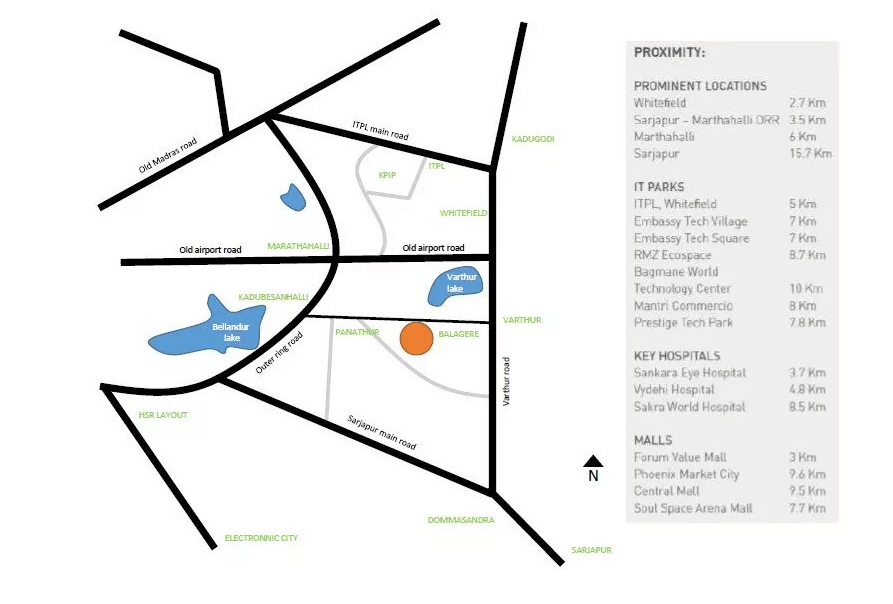 ITPL main road
KADUGODI
Old Madras road
ITPL
KPIP
WHITEFIELD
Old airport road
MARATHAHALLI
Old airport road
Varthur
lake
KADUBESANHALLI
Bellandur
lake
PANATHUR
BALAGERE
VARTHUR
Outer ring road
Varthur road
HSR LAYOUT
Sarjapur main road
N
DOMMASANDRA
ELECTRONNIC CITY
SARJAPUR
PROXIMITY:
PROMINENT LOCATIONS
Whitefield 2.7 Km
Sarjapur – Marthahalli ORR 3.5 Km
Marthahalli 6 Km
Sarjapur 15.7 Km
IT PARKS
ITPL, Whitefield 5 Km
Embassy Tech Village 7 Km
Embassy Tech Square 7 Km
RMZ Ecospace 8.7 Km
Bagmane World
Technology Center 10 Km
Mantri Commercio 8 Km
Prestige Tech Park 7.8 Km
KEY HOSPITALS
Sankara Eye Hospital 3.7 Km
Vydehi Hospital 4.8 Km
Sakra World Hospital 8.5 Km
MALLS
Forum Value Mall 3 Km
Phoenix Market City 9.6 Km
Central Mall 9.5 Km
Soul Space Arena Mall 7.7 Km